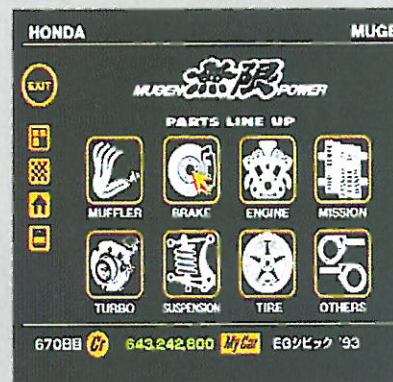 HONDA MUGE
EXIT
MUGEN 無限 POWER
PARTS LINE UP
MUFFLER BRAKE ENGINE MISSION
TURBO SUSPENSION TIRE OTHERS
670日目 Cr 643,242,800 My Car EGシビック '93